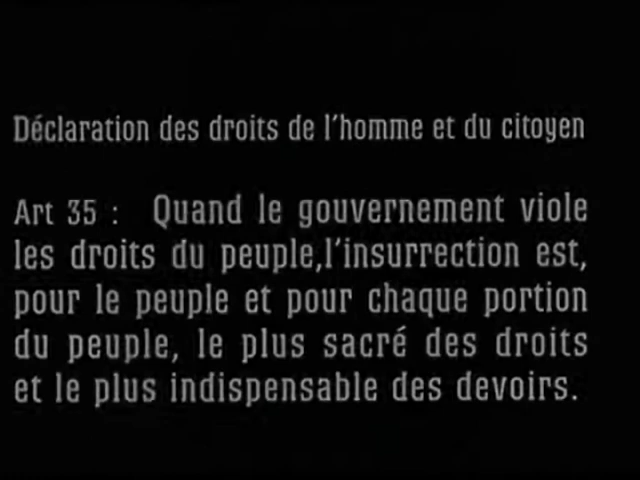 Déclaration des droits de l'homme et du citoyen
Art 35 : Quand le gouvernement viole
les droits du peuple,l'insurrection est,
pour le peuple et pour chaque portion
du peuple, le plus sacré des droits
et le plus indispensable des devoirs.